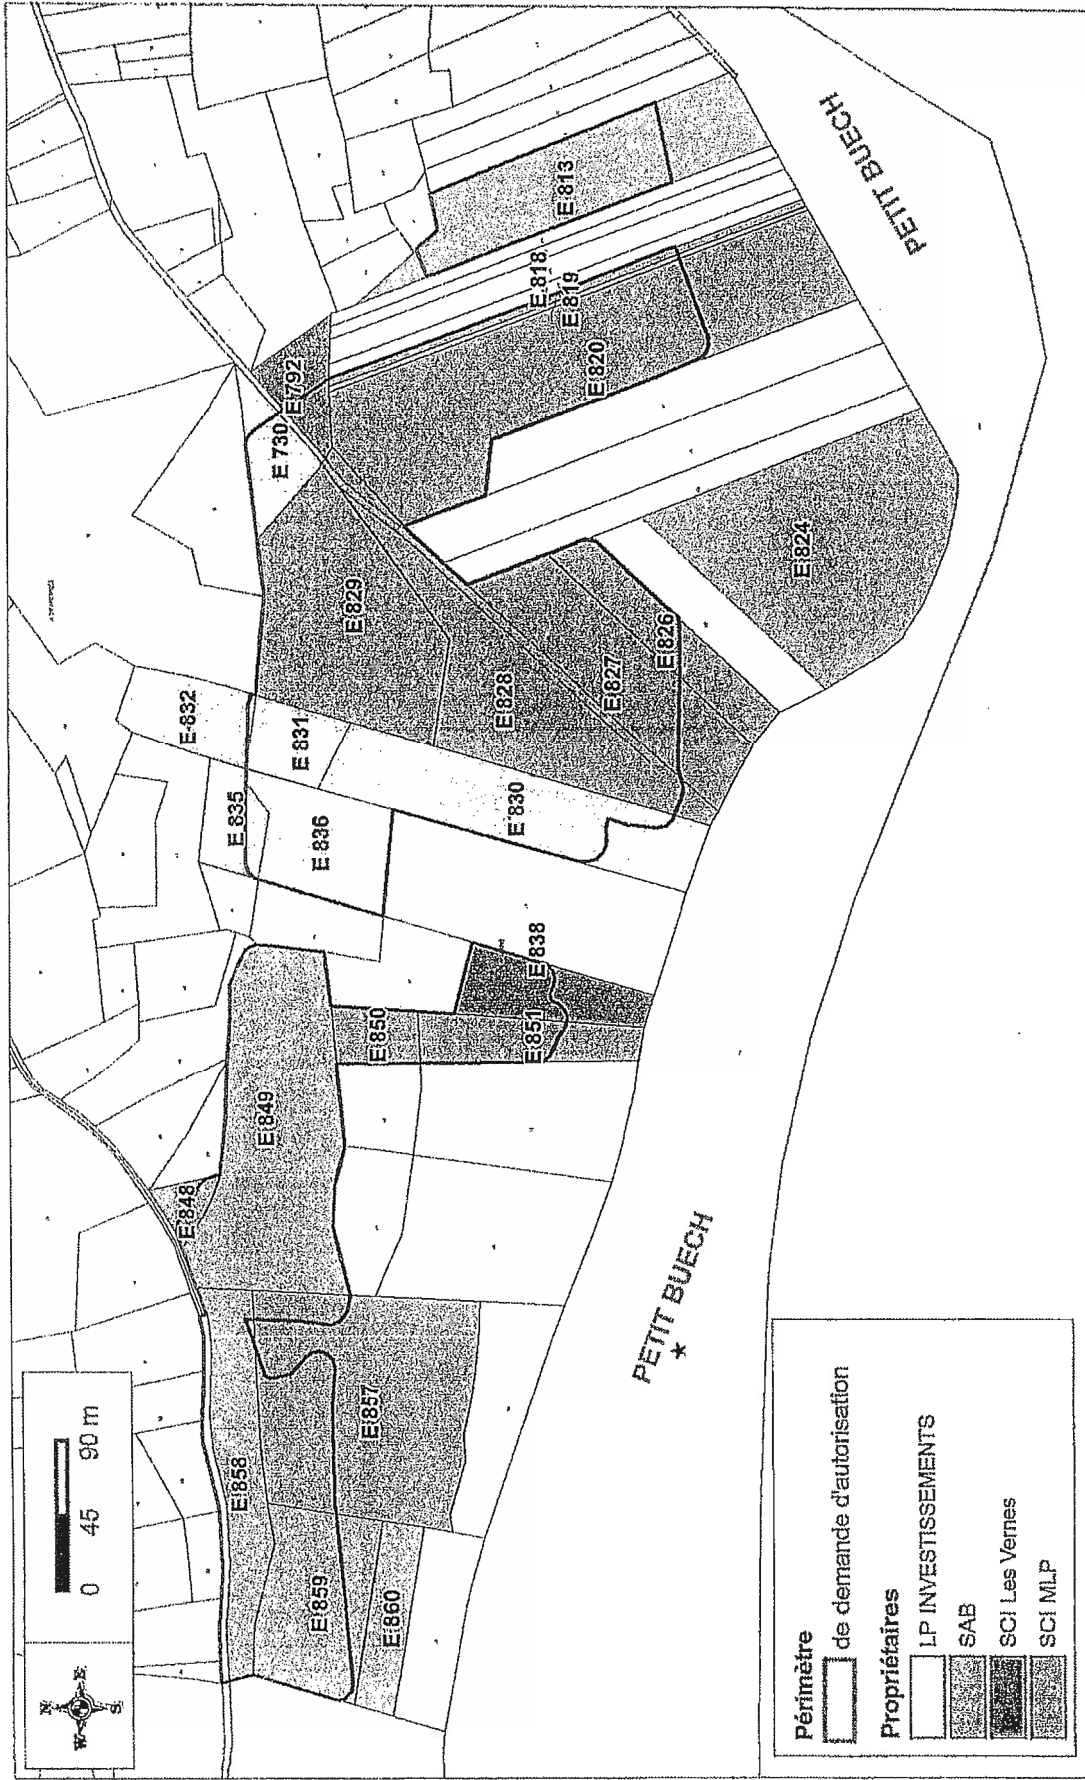 N
W E
S
0 45 90 m
E 832
E 835
E 831
E 836
E 730
E 792
E 829
E 818
E 813
E 819
E 820
E 828
E 827
E 826
E 824
E 830
E 838
E 850
E 851
E 849
E 848
E 858
E 857
E 859
E 860
PETIT BUECH
PETIT BUECH
Périmètre
de demande d'autorisation
Propriétaires
LP INVESTISSEMENTS
SAB
SCI Les Vernes
SCI MLP